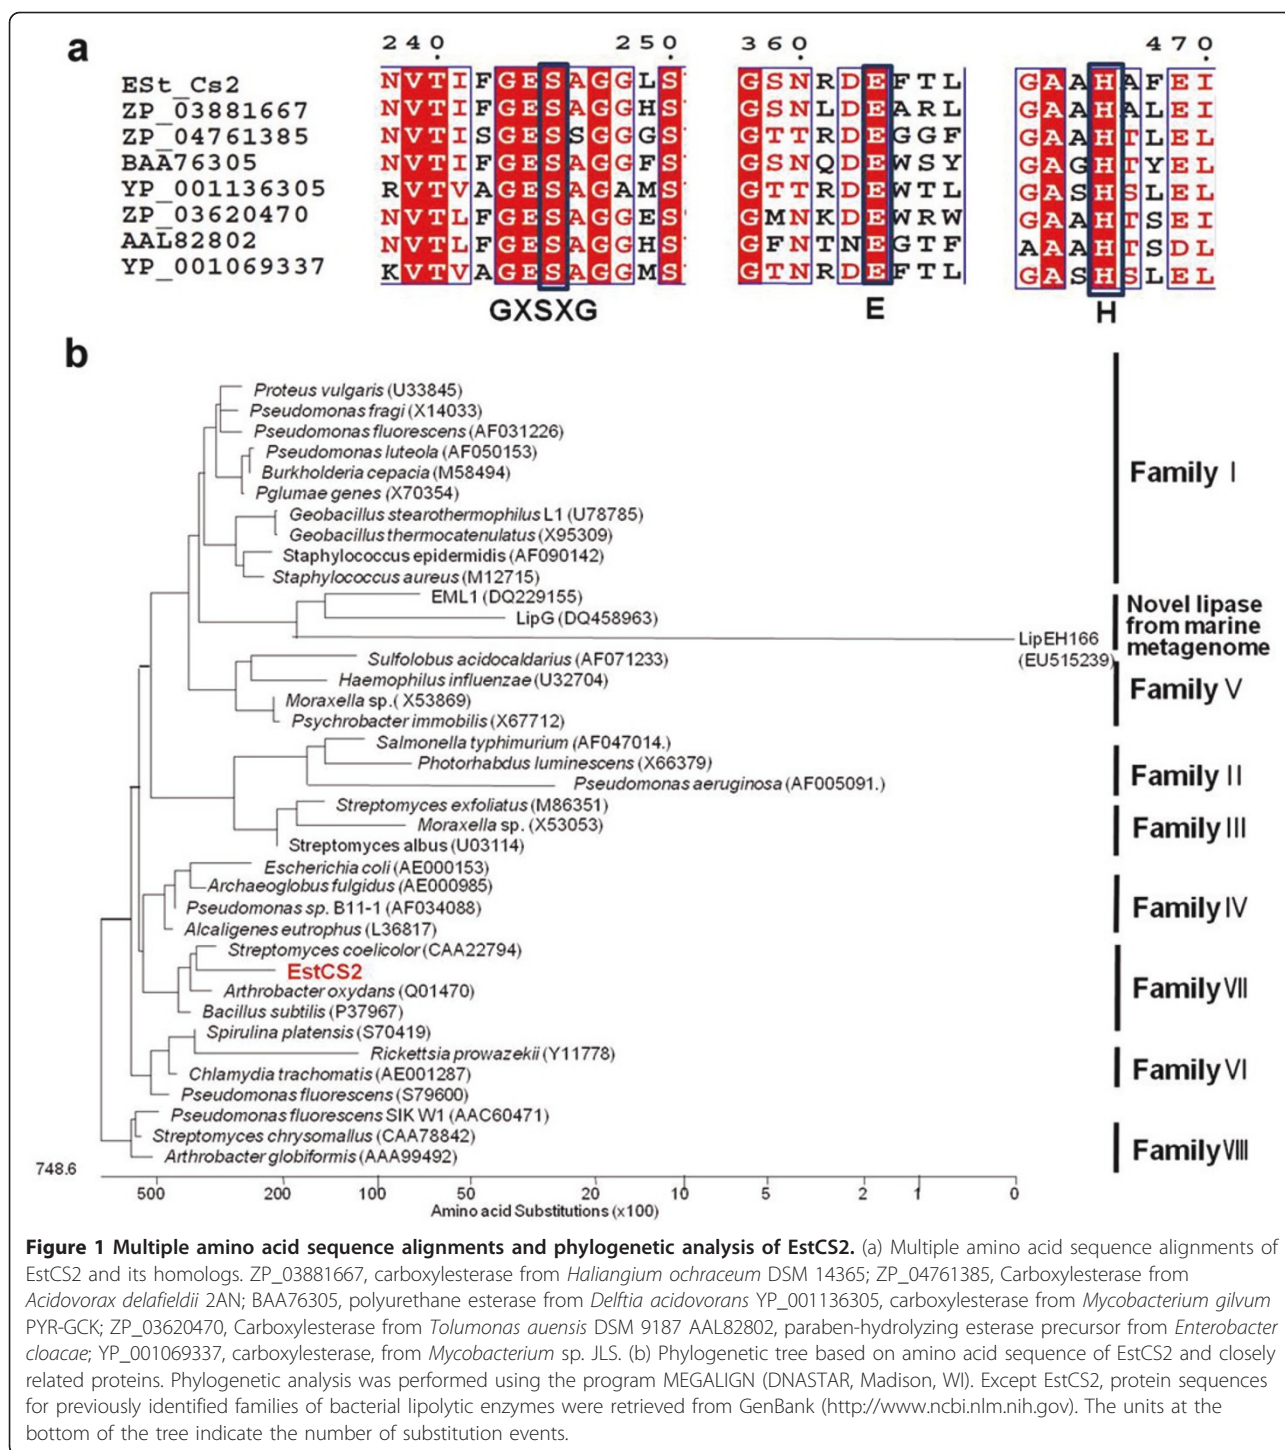 a
240 250 360 470
ESt_Cs2 NVTIFGESAGGLS GSNRDEFTL GAAHAFEI
ZP_03881667 NVTIFGESAGGHS GSNLDEARL GAAHALEI
ZP_04761385 NVTISGESSGGGS GTTRDEGGF GAAHTLEL
BAA76305 NVTIFGESAGGFS GSNQDEWSY GAGHTYEL
YP_001136305 RVTVAGESAGAMS GTTRDEWTL GASHSLEL
ZP_03620470 NVTLFGESAGGES GMNKDEWRW GAAHTSEI
AAL82802 NVTLFGESAGGHS GFNTNEGTF AAAHTSDL
YP_001069337 KVTVAGESAGGMS GTNRDEFTL GASHSLEL
GXSXG E H
b
Proteus vulgaris (U33845)
Pseudomonas fragi (X14033)
Pseudomonas fluorescens (AF031226)
Pseudomonas luteola (AF050153)
Burkholderia cepacia (M58494)
Family I
Pglumae genes (X70354)
Geobacillus stearothermophilus L1 (U78785)
Geobacillus thermocatenulatus (X95309)
Staphylococcus epidermidis (AF090142)
Staphylococcus aureus (M12715)
EML1 (DQ229155)
LipG (DQ458963)
Novel lipase
from marine
metagenome
LipEH166
(EU515239)
Sulfolobus acidocaldarius (AF071233)
Haemophilus influenzae (U32704)
Family V
Moraxella sp.( X53869)
Psychrobacter immobilis (X67712)
Salmonella typhimurium (AF047014.)
Photorhabdus luminescens (X66379)
Family II
Pseudomonas aeruginosa (AF005091.)
Streptomyces exfoliatus (M86351)
Moraxella sp. (X53053)
Family III
Streptomyces albus (U03114)
Escherichia coli (AE000153)
Archaeoglobus fulgidus (AE000985)
Pseudomonas sp. B11-1 (AF034088)
Family IV
Alcaligenes eutrophus (L36817)
Streptomyces coelicolor (CAA22794)
EstCS2
Family VII
Arthrobacter oxydans (Q01470)
Bacillus subtilis (P37967)
Spirulina platensis (S70419)
Rickettsia prowazekii (Y11778)
Family VI
Chlamydia trachomatis (AE001287)
Pseudomonas fluorescens (S79600)
Pseudomonas fluorescens SIK W1 (AAC60471)
Streptomyces chrysomallus (CAA78842)
Family VIII
Arthrobacter globiformis (AAA99492)
748.6
500 200 100 50 20 10 5 2 1 0
Amino acid Substitutions (x100)
Figure 1 Multiple amino acid sequence alignments and phylogenetic analysis of EstCS2. (a) Multiple amino acid sequence alignments of
EstCS2 and its homologs. ZP_03881667, carboxylesterase from Haliangium ochraceum DSM 14365; ZP_04761385, Carboxylesterase from
Acidovorax delafieldii 2AN; BAA76305, polyurethane esterase from Delftia acidovorans YP_001136305, carboxylesterase from Mycobacterium gilvum
PYR-GCK; ZP_03620470, Carboxylesterase from Tolumonas auensis DSM 9187 AAL82802, paraben-hydrolyzing esterase precursor from Enterobacter
cloacae; YP_001069337, carboxylesterase, from Mycobacterium sp. JLS. (b) Phylogenetic tree based on amino acid sequence of EstCS2 and closely
related proteins. Phylogenetic analysis was performed using the program MEGALIGN (DNASTAR, Madison, WI). Except EstCS2, protein sequences
for previously identified families of bacterial lipolytic enzymes were retrieved from GenBank (http://www.ncbi.nlm.nih.gov). The units at the
bottom of the tree indicate the number of substitution events.